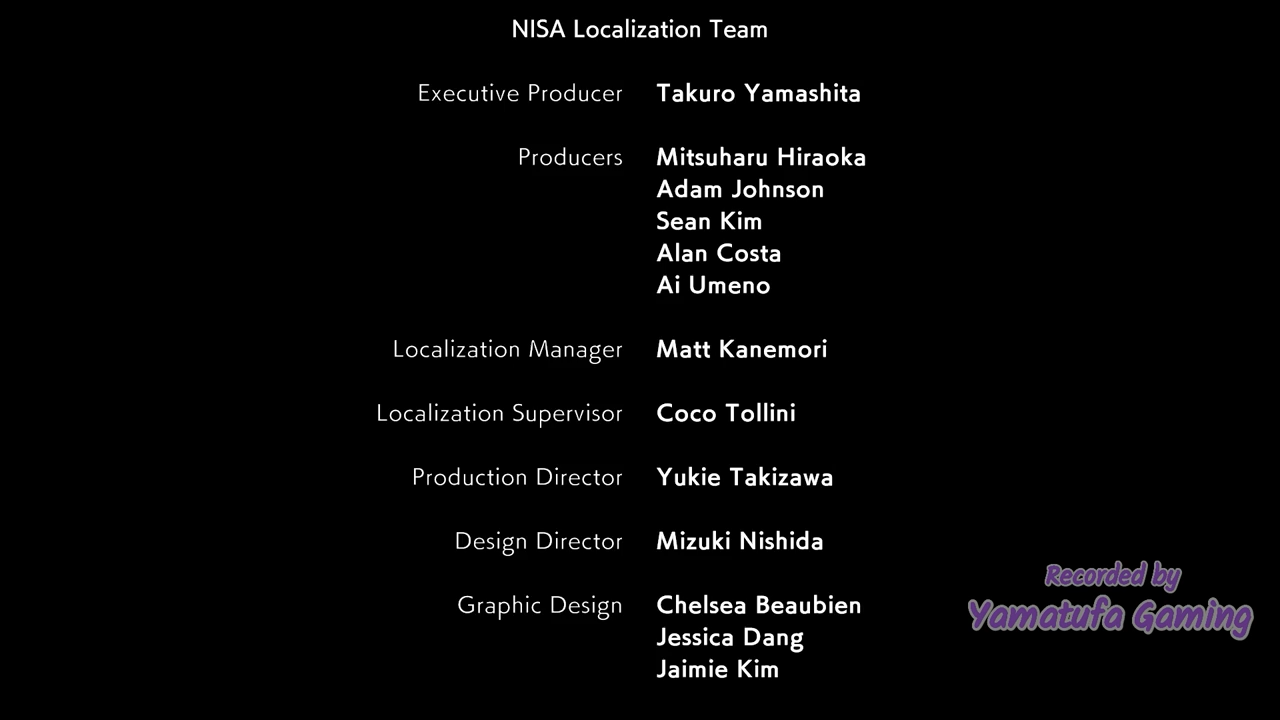 NISA Localization Team
Executive Producer Takuro Yamashita
Producers Mitsuharu Hiraoka
Adam Johnson
Sean Kim
Alan Costa
Ai Umeno
Localization Manager Matt Kanemori
Localization Supervisor Coco Tollini
Production Director Yukie Takizawa
Design Director Mizuki Nishida
Graphic Design Chelsea Beaubien
Jessica Dang
Jaimie Kim
Recorded by
Yamatufa Gaming